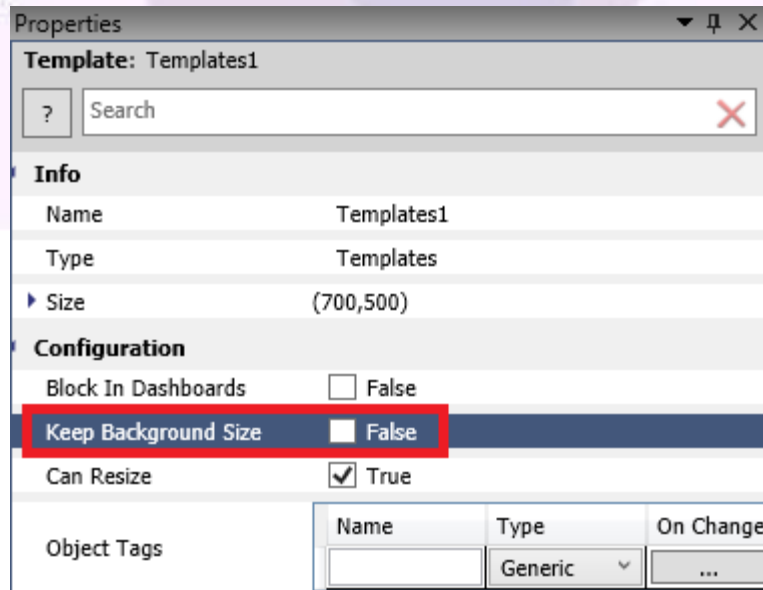 Properties
Template: Templates1
? Search
Info
Name Templates1
Type Templates
Size (700,500)
Configuration
Block In Dashboards False
Keep Background Size False
Can Resize True
Name Type On Change
Object Tags
Generic ...